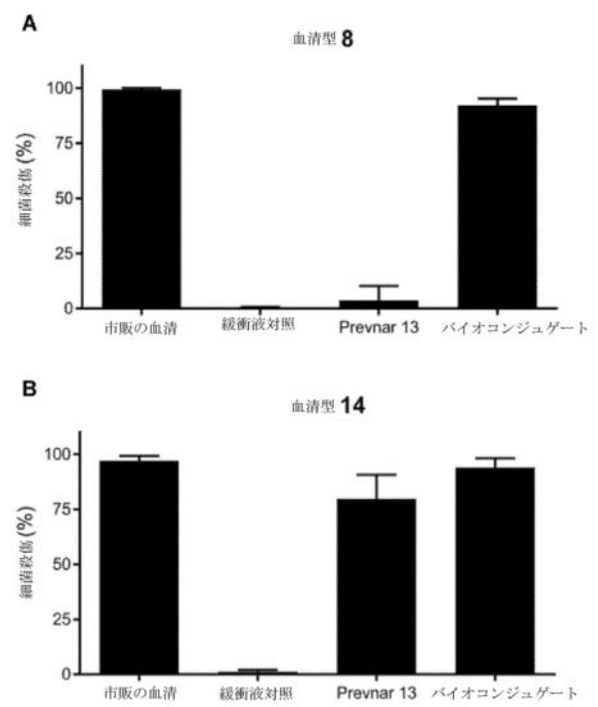 A
血清型 8
細菌殺傷 (%)
100
75
50
25
0
市販の血清
緩衝液対照
Prevnar 13
バイオコンジュゲート
B
血清型 14
細菌殺傷 (%)
100
75
50
25
0
市販の血清
緩衝液対照
Prevnar 13
バイオコンジュゲート